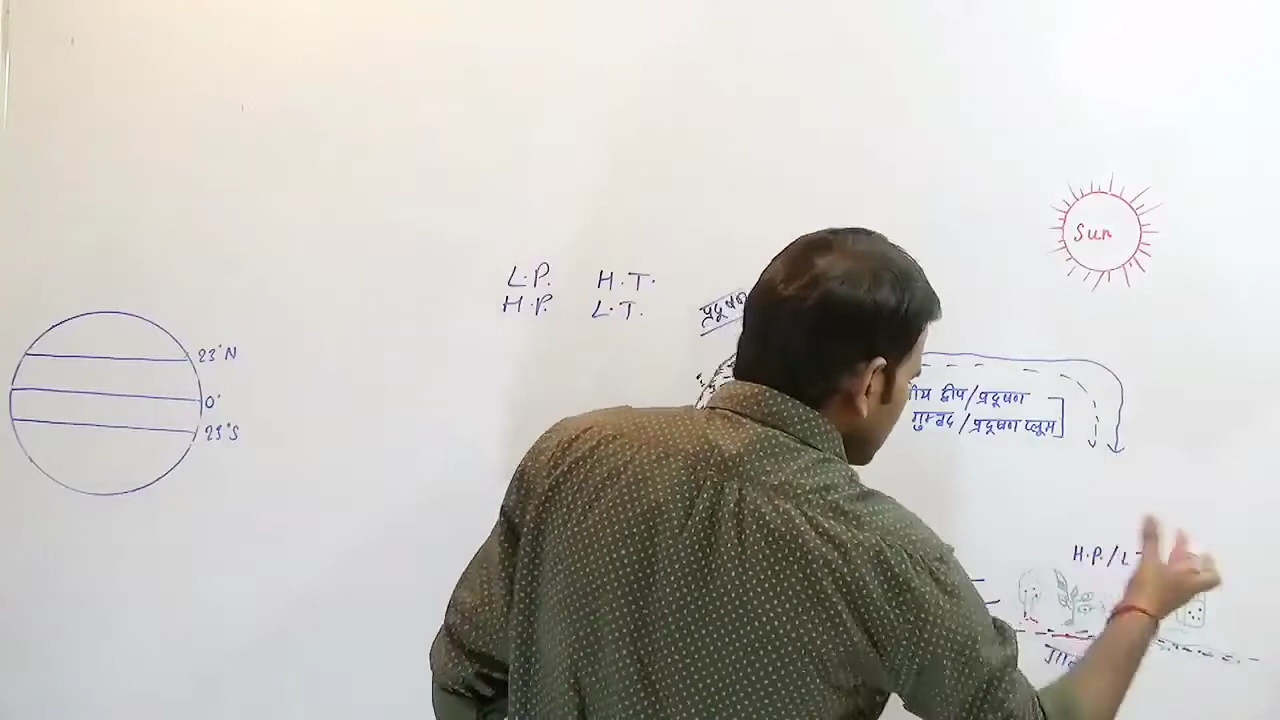 Sun
L.P. H.T.
H.P. L.T.
प्रदूषण
23°N
0°
23°S
द्वीप/प्रदूषण
गुम्बद/प्रदूषण प्लूम
H.P./L